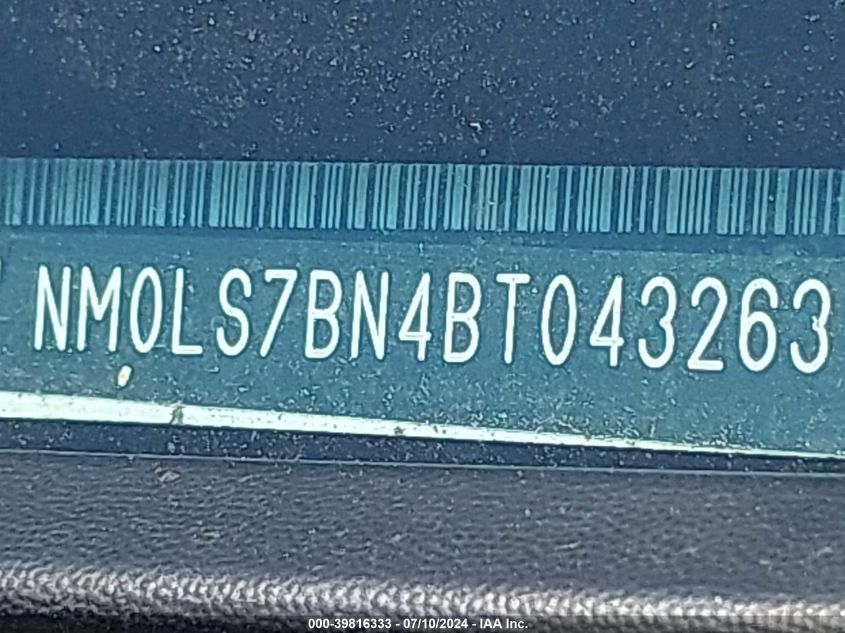 NM0LS7BN4BT043263
000-39816333 - 07/10/2024 - IAA Inc.